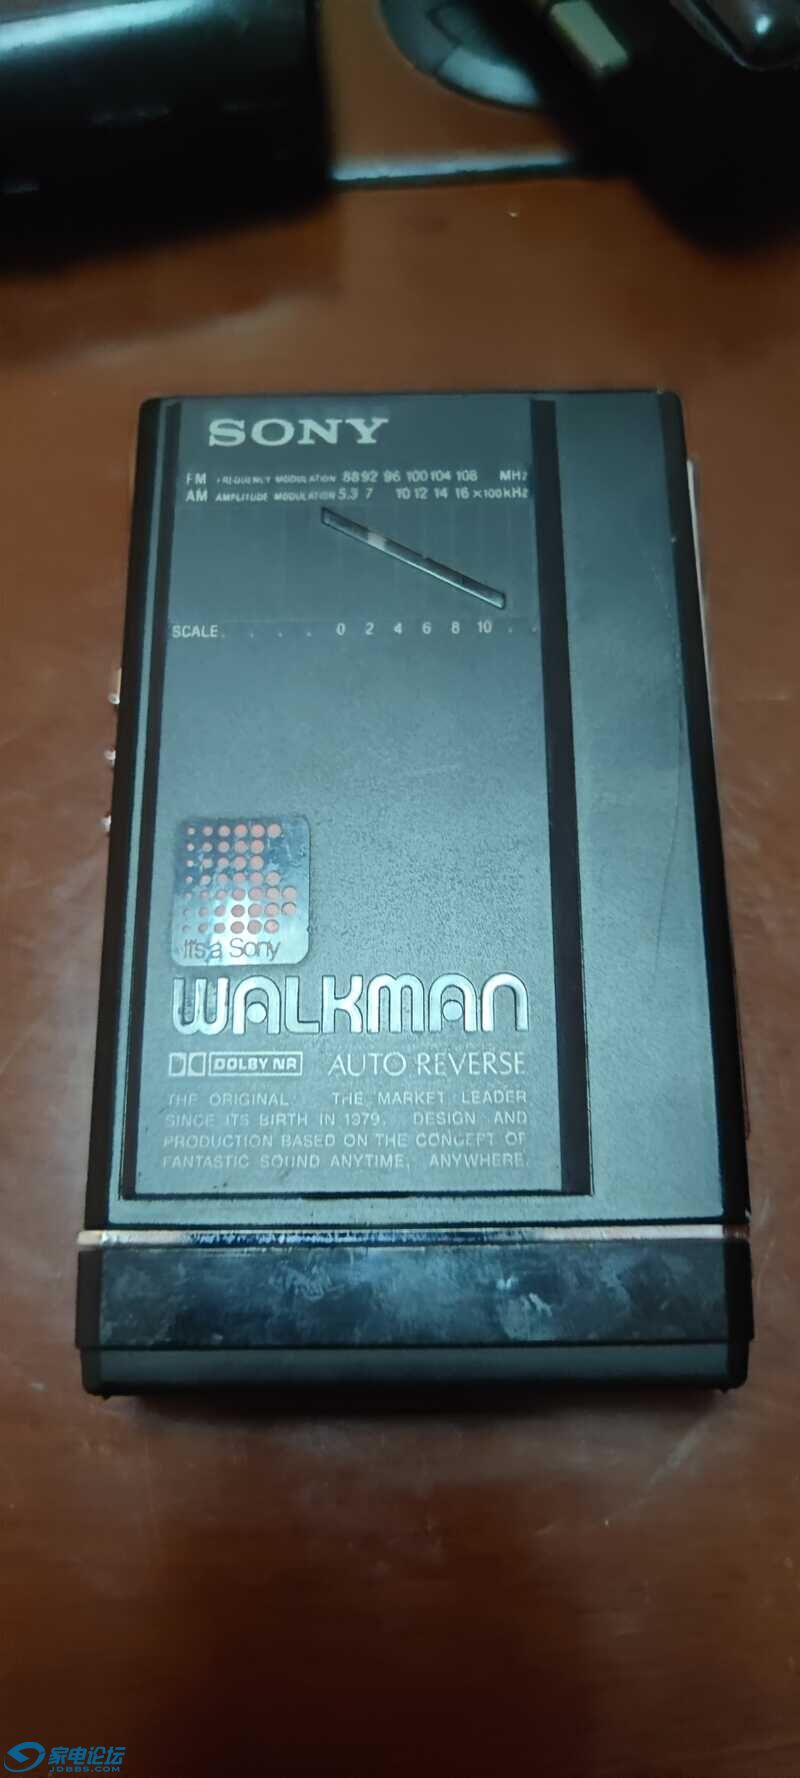 SONY
FM FREQUENCY MODULATION 88 92 96 100 104 108 MHz
AM AMPLITUDE MODULATION 5.3 7 10 12 14 16 ×100kHz
SCALE. . . . . 0 2 4 6 8 10 . .
It's a Sony
WALKMAN
DOLBY NR AUTO REVERSE
THE ORIGINAL. THE MARKET LEADER
SINCE ITS BIRTH IN 1979. DESIGN AND
PRODUCTION BASED ON THE CONCEPT OF
FANTASTIC SOUND ANYTIME, ANYWHERE.
家电论坛
JDBBS.COM